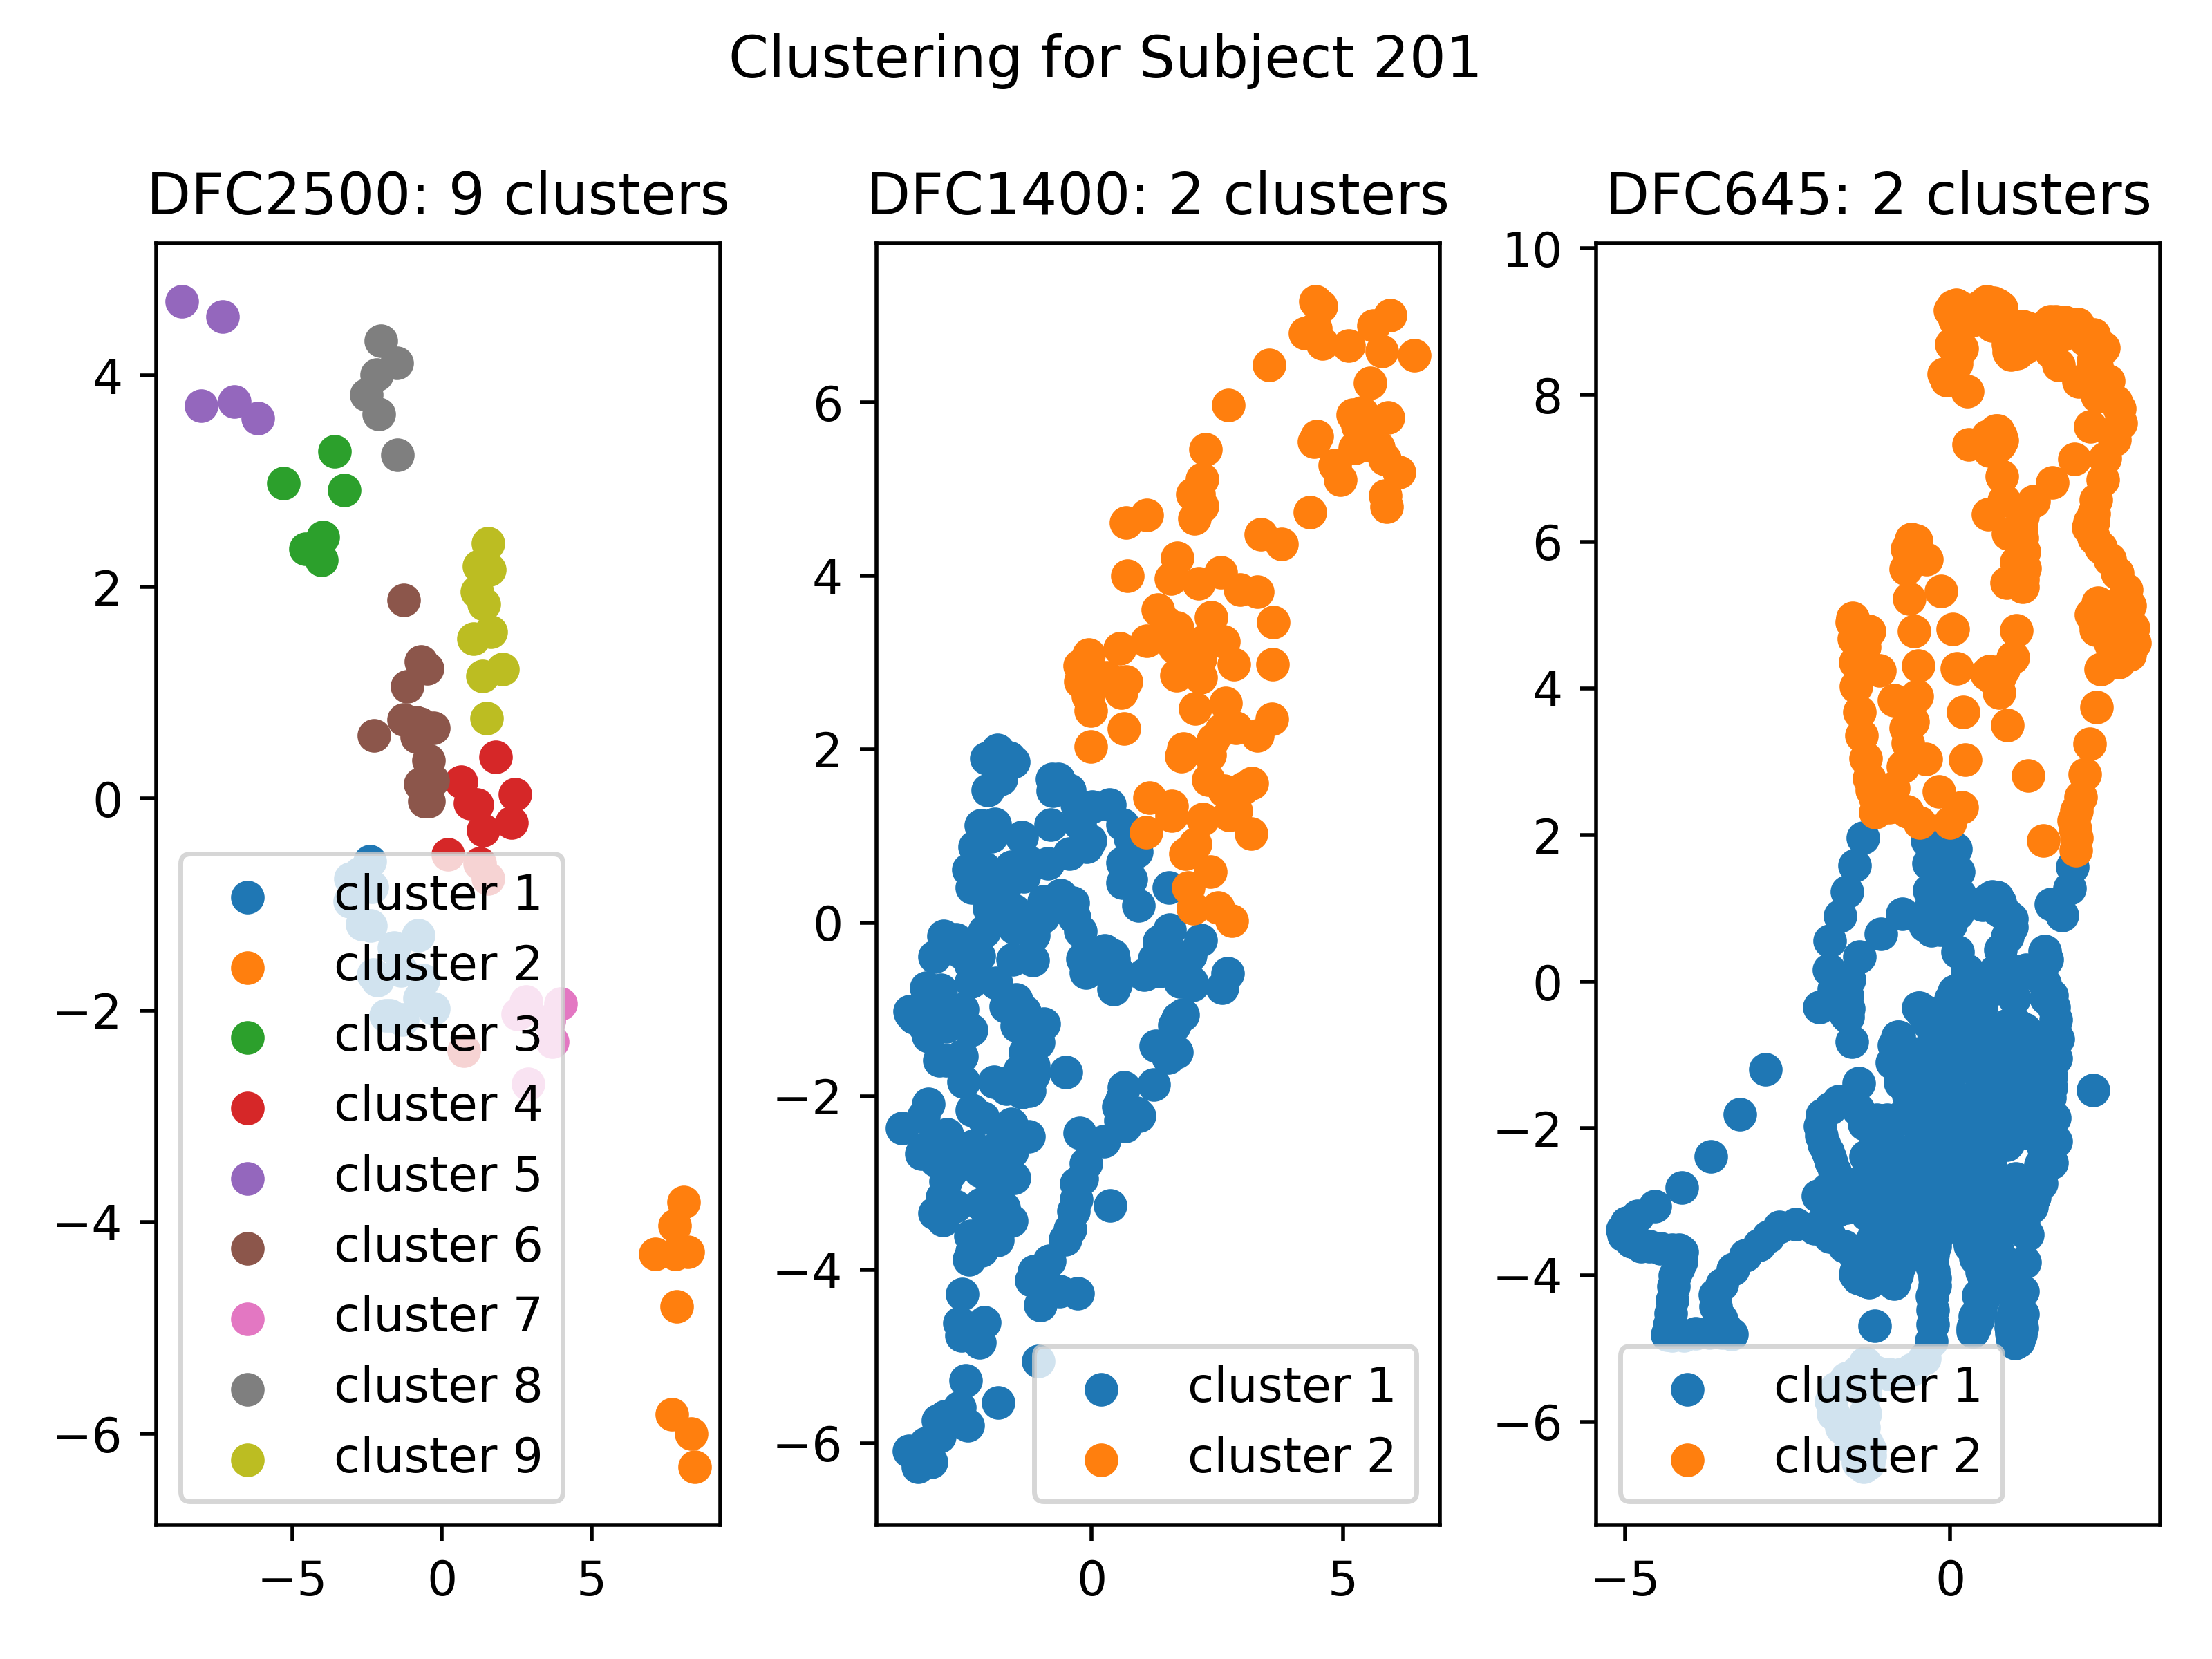 Clustering for Subject 201
DFC2500: 9 clusters
4
2
0
−2
−4
−6
−5
0
5
cluster 1
cluster 2
cluster 3
cluster 4
cluster 5
cluster 6
cluster 7
cluster 8
cluster 9
DFC1400: 2 clusters
6
4
2
0
−2
−4
−6
0
5
cluster 1
cluster 2
DFC645: 2 clusters
10
8
6
4
2
0
−2
−4
−6
−5
0
cluster 1
cluster 2